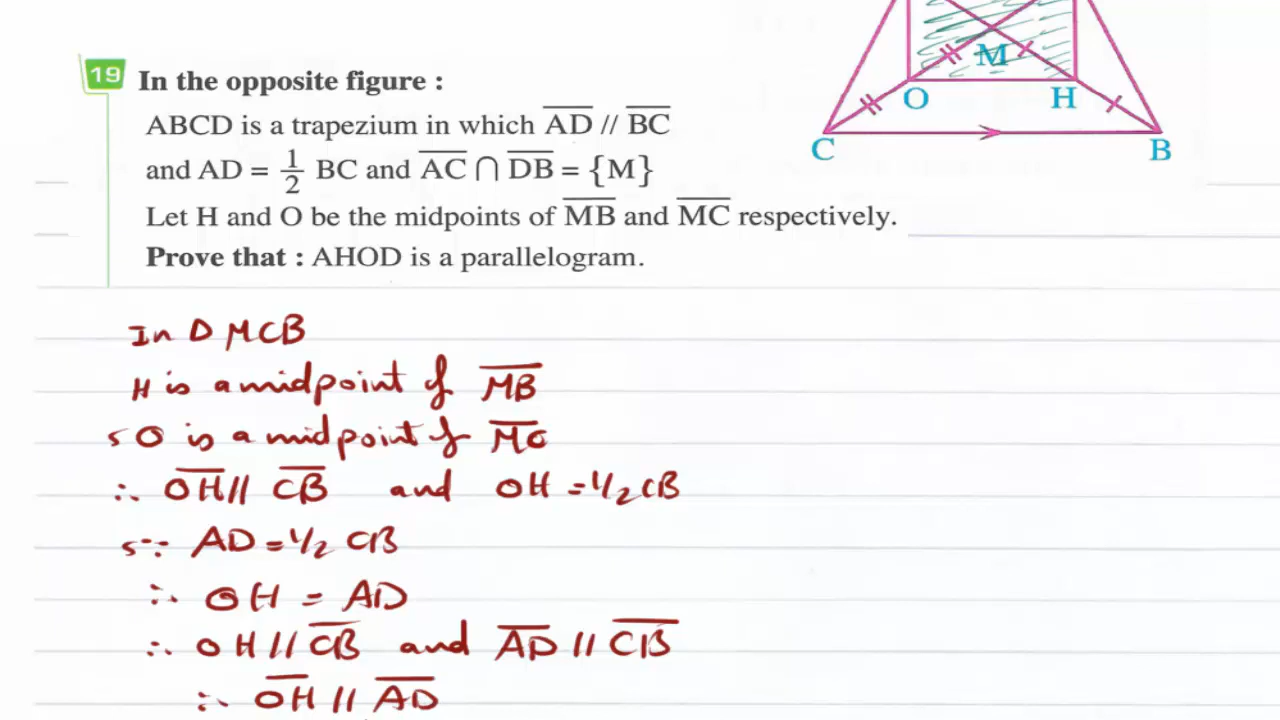 M
O
H
C
B
19 In the opposite figure :
ABCD is a trapezium in which AD // BC
and AD = 1/2 BC and AC ∩ DB = {M}
Let H and O be the midpoints of MB and MC respectively.
Prove that : AHOD is a parallelogram.
In Δ MCB
H is a midpoint of MB
, O is a midpoint of MC
∴ OH // CB and OH = 1/2 CB
, ∵ AD = 1/2 CB
∴ OH = AD
∴ OH // CB and AD // CB
∴ OH // AD